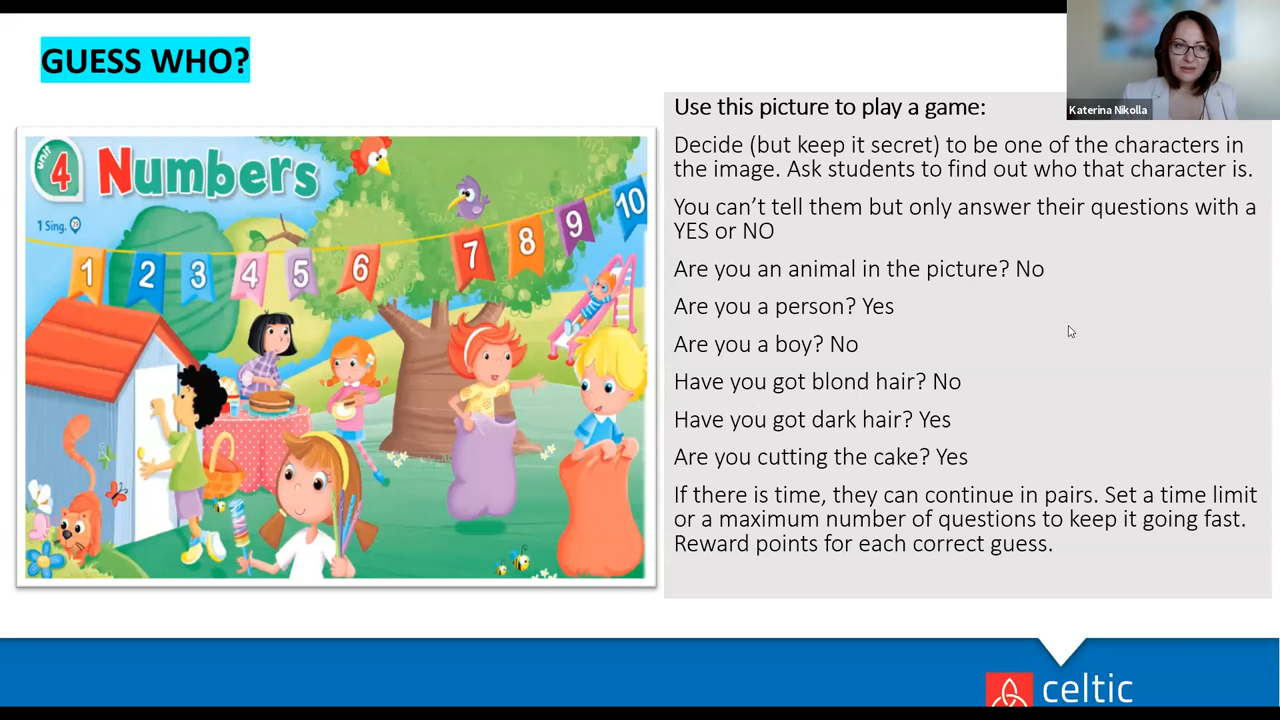 GUESS WHO?
Katerina Nikolla
unit
4 Numbers
1 Sing.
1 2 3 4 5 6 7 8 9 10
Use this picture to play a game:
Decide (but keep it secret) to be one of the characters in
the image. Ask students to find out who that character is.
You can’t tell them but only answer their questions with a
YES or NO
Are you an animal in the picture? No
Are you a person? Yes
Are you a boy? No
Have you got blond hair? No
Have you got dark hair? Yes
Are you cutting the cake? Yes
If there is time, they can continue in pairs. Set a time limit
or a maximum number of questions to keep it going fast.
Reward points for each correct guess.
celtic